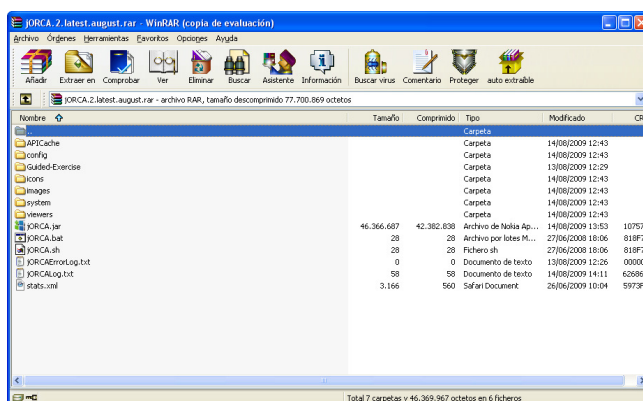 jORCA.2.latest.august.rar - WinRAR (copia de evaluación)
Archivo Órdenes Herramientas Favoritos Opciones Ayuda
Añadir Extraer en Comprobar Ver Eliminar Buscar Asistente Información Buscar virus Comentario Proteger auto extraíble
jORCA.2.latest.august.rar - archivo RAR, tamaño descomprimido 77.700.869 octetos
Nombre Tamaño Comprimido Tipo Modificado CR
.. Carpeta
APICache Carpeta 14/08/2009 12:43
config Carpeta 14/08/2009 12:43
Guided-Exercise Carpeta 13/08/2009 12:29
icons Carpeta 14/08/2009 12:43
images Carpeta 14/08/2009 12:43
system Carpeta 14/08/2009 12:43
viewers Carpeta 14/08/2009 12:43
jORCA.jar 46.366.687 42.382.838 Archivo de Nokia Ap... 14/08/2009 13:53 10757
jORCA.bat 28 28 Archivo por lotes M... 27/06/2008 18:06 818F7
jORCA.sh 28 28 Fichero sh 27/06/2008 18:06 818F7
jORCAErrorLog.txt 0 0 Documento de texto 13/08/2009 12:26 00000
jORCALog.txt 58 58 Documento de texto 14/08/2009 14:11 62686
stats.xml 3.166 560 Safari Document 26/06/2009 10:04 5973F
Total 7 carpetas y 46.369.967 octetos en 6 ficheros